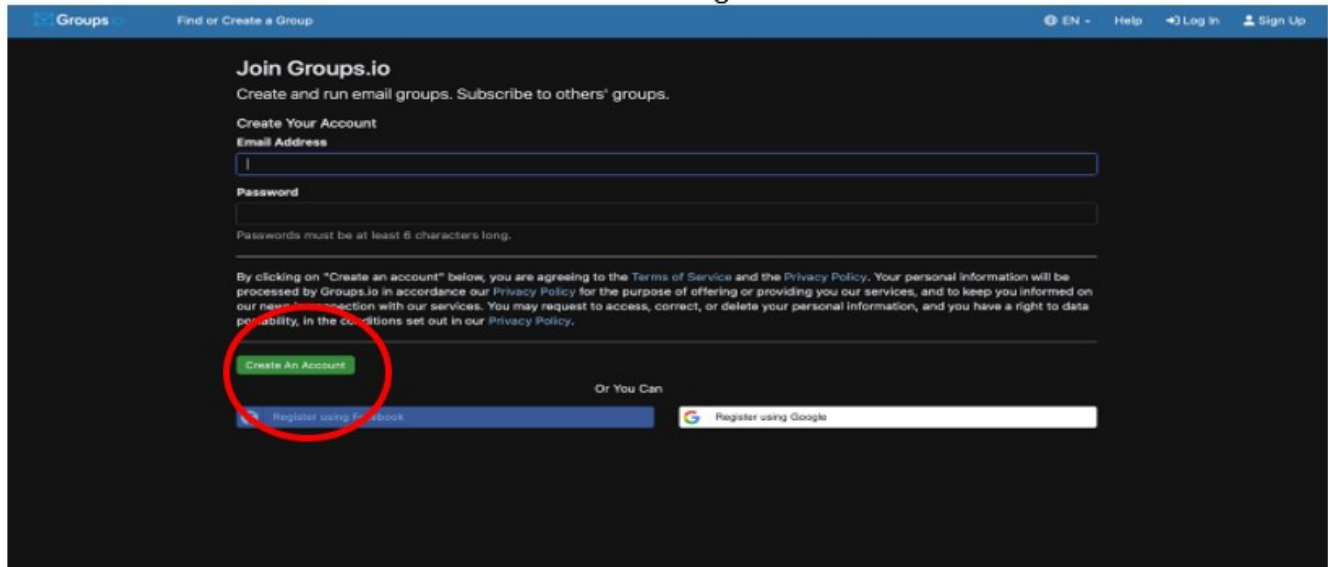 Groups.io Find or Create a Group EN Help Log In Sign Up
Join Groups.io
Create and run email groups. Subscribe to others' groups.
Create Your Account
Email Address
Password
Passwords must be at least 6 characters long.
By clicking on "Create an account" below, you are agreeing to the Terms of Service and the Privacy Policy. Your personal information will be
processed by Groups.io in accordance our Privacy Policy for the purpose of offering or providing you our services, and to keep you informed on
our news in connection with our services. You may request to access, correct, or delete your personal information, and you have a right to data
portability, in the conditions set out in our Privacy Policy.
Create An Account
Or You Can
Register using Facebook Register using Google